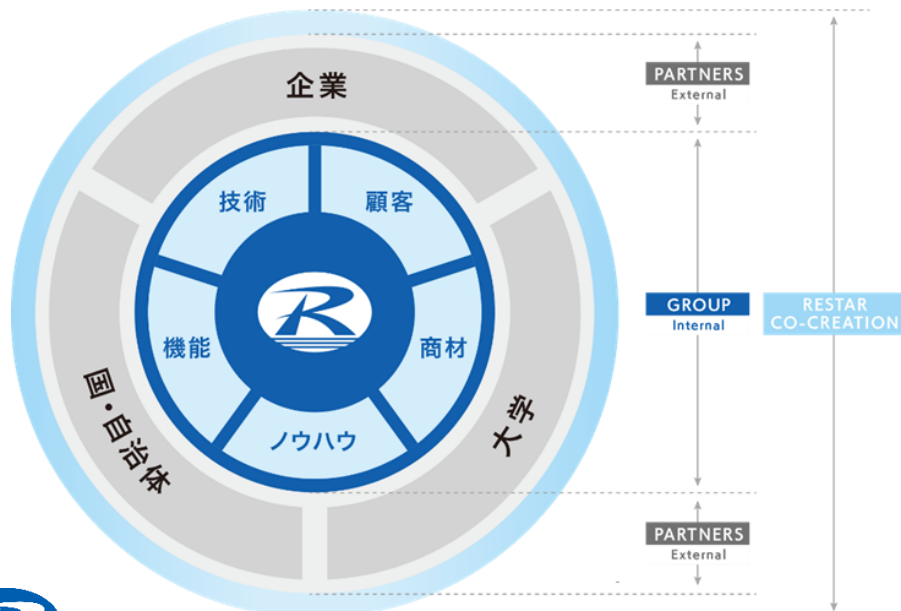 企業
PARTNERS
External
技術
顧客
機能
商材
ノウハウ
国・自治体
大学
GROUP
Internal
RESTAR
CO-CREATION
PARTNERS
External